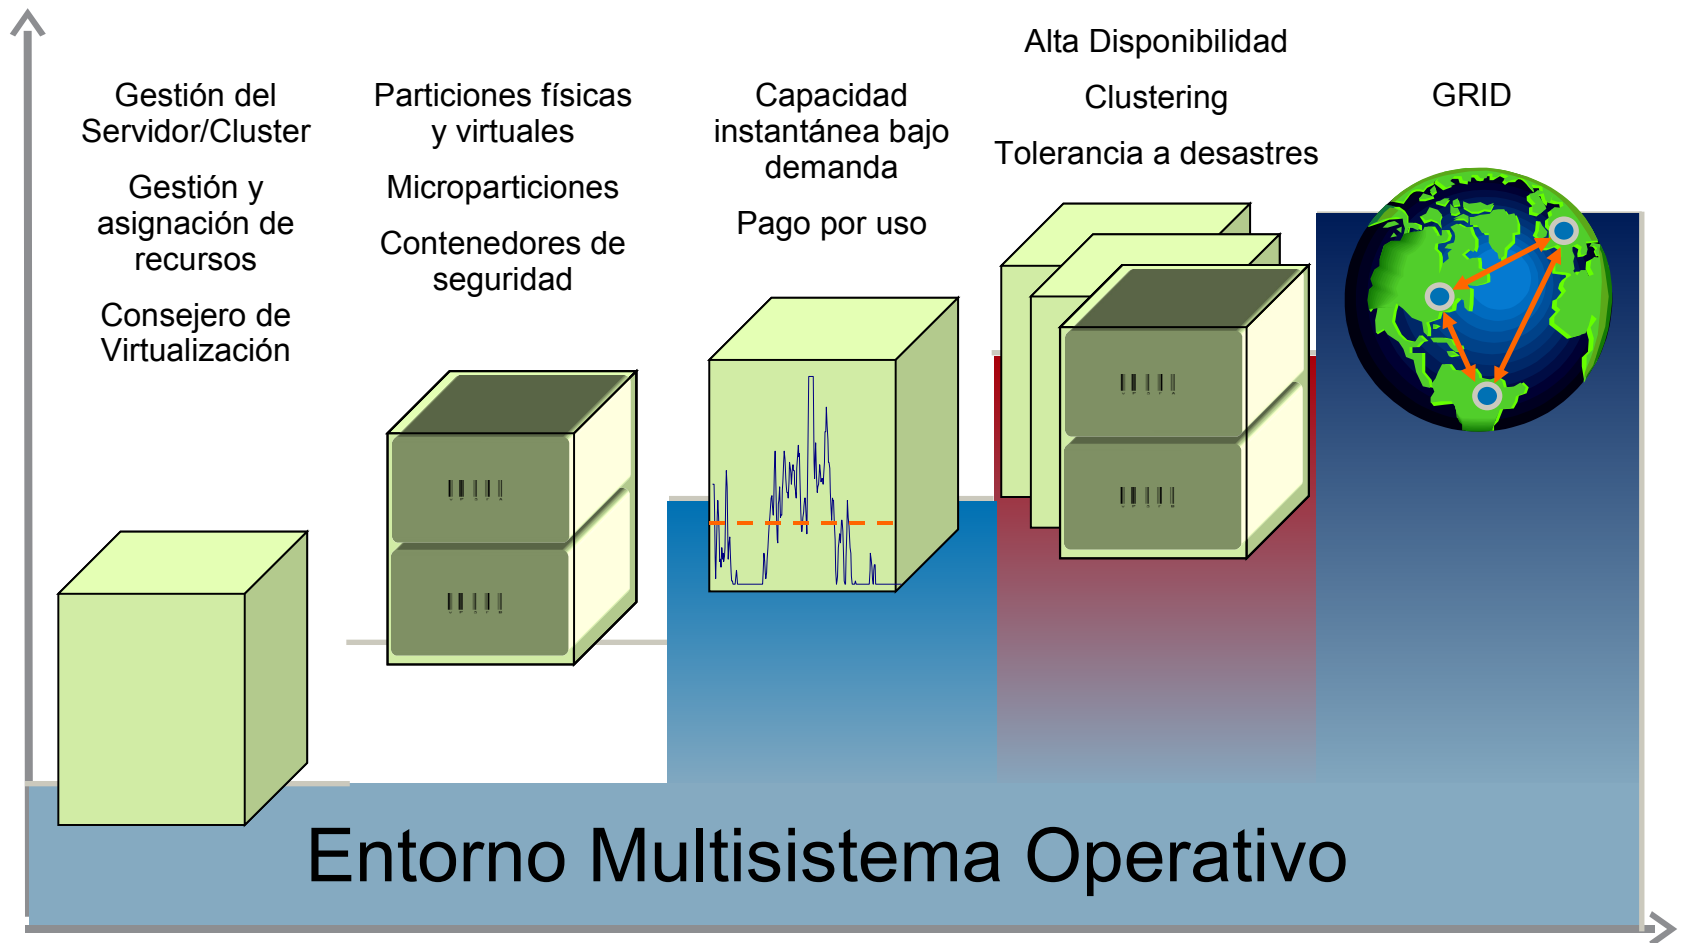 Gestión del
Servidor/Cluster
Gestión y
asignación de
recursos
Consejero de
Virtualización
Particiones físicas
y virtuales
Microparticiones
Contenedores de
seguridad
Capacidad
instantánea bajo
demanda
Pago por uso
Alta Disponibilidad
Clustering
Tolerancia a desastres
GRID
Entorno Multisistema Operativo